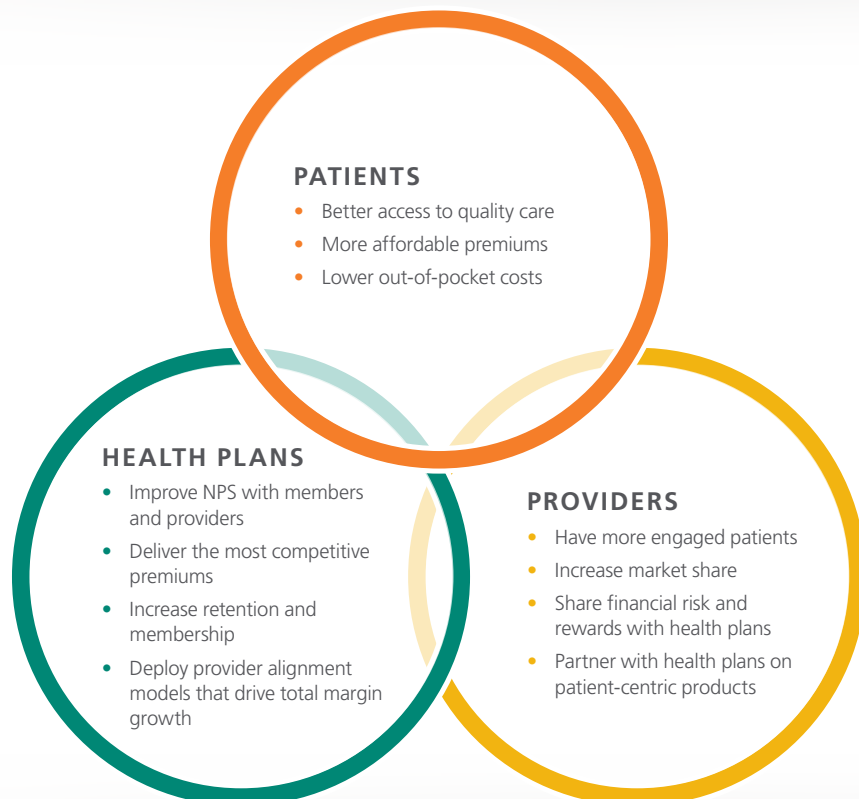 PATIENTS
• Better access to quality care
• More affordable premiums
• Lower out-of-pocket costs
HEALTH PLANS
• Improve NPS with members
and providers
• Deliver the most competitive
premiums
• Increase retention and
membership
• Deploy provider alignment
models that drive total margin
growth
PROVIDERS
• Have more engaged patients
• Increase market share
• Share financial risk and
rewards with health plans
• Partner with health plans on
patient-centric products